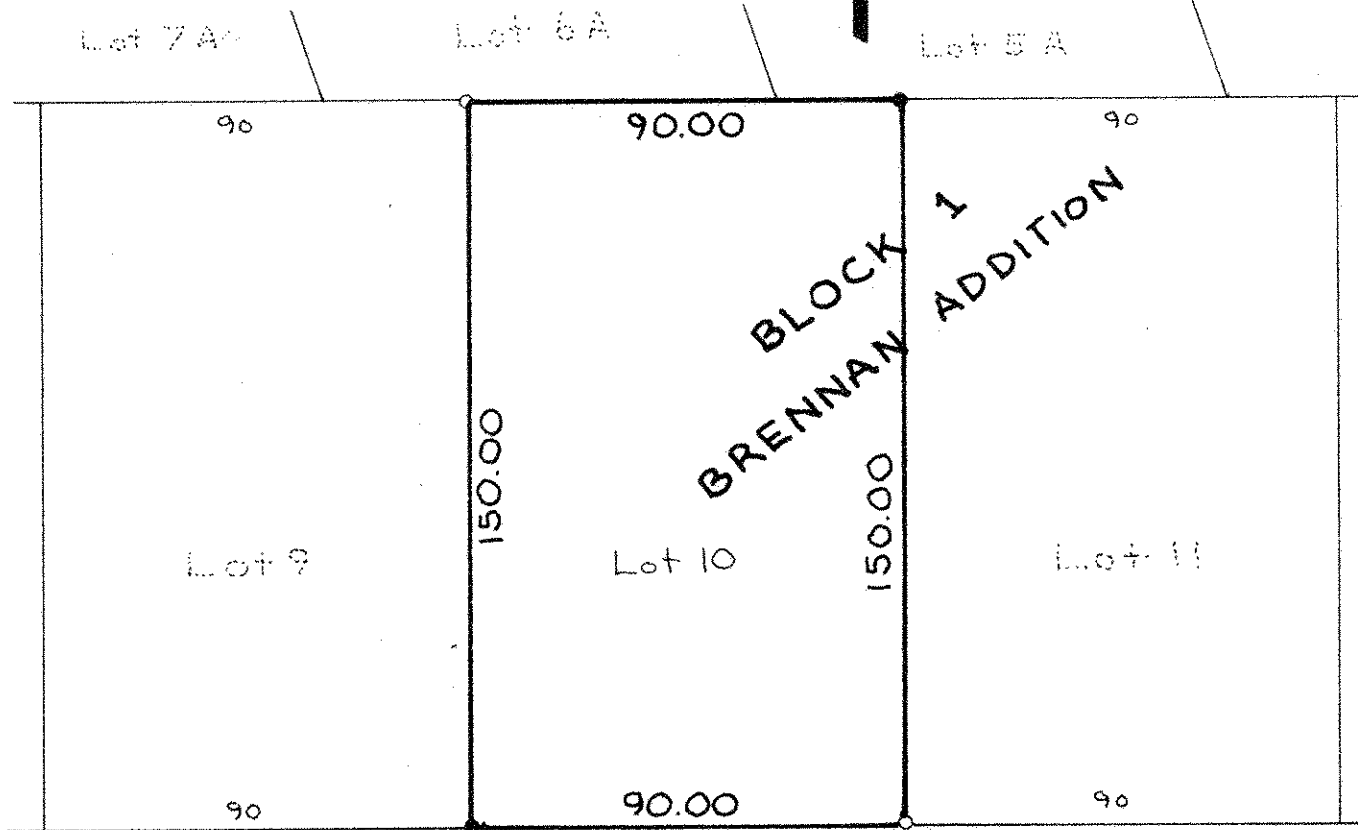 Lot 7A
Lot 6A
Lot 5A
90
90.00
90
BLOCK 1
BRENNAN ADDITION
150.00
150.00
Lot 9
Lot 10
Lot 11
90
90.00
90